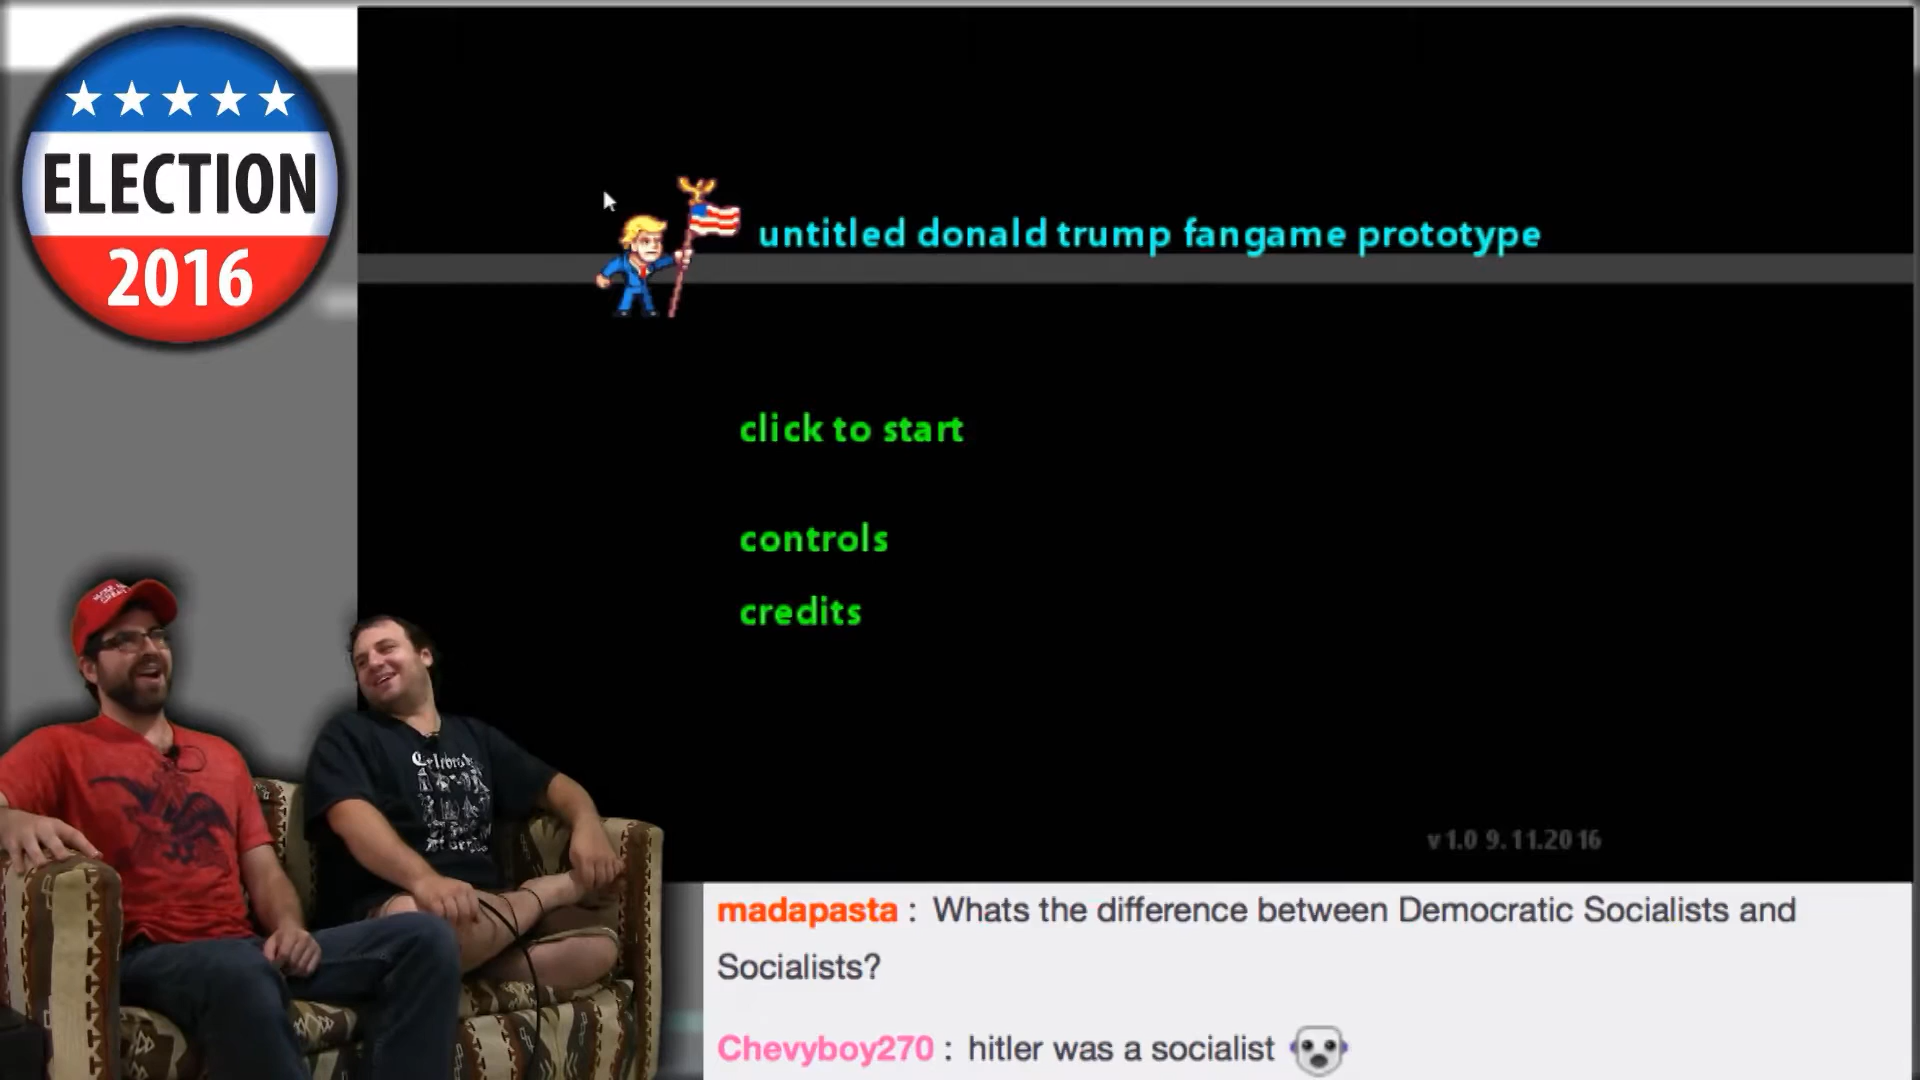 ELECTION
2016
untitled donald trump fangame prototype
click to start
controls
credits
v1.0 9.11.2016
madapasta : Whats the difference between Democratic Socialists and
Socialists?
Chevyboy270 : hitler was a socialist